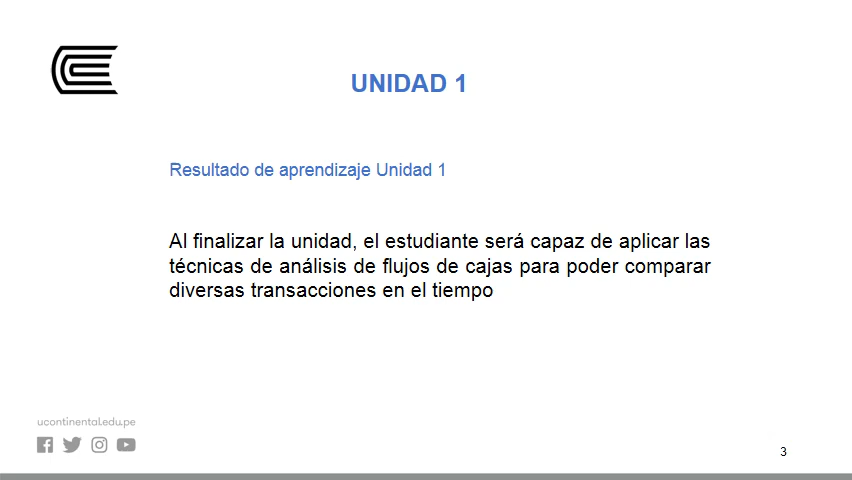 UNIDAD 1
Resultado de aprendizaje Unidad 1
Al finalizar la unidad, el estudiante será capaz de aplicar las
técnicas de análisis de flujos de cajas para poder comparar
diversas transacciones en el tiempo
ucontinental.edu.pe
3